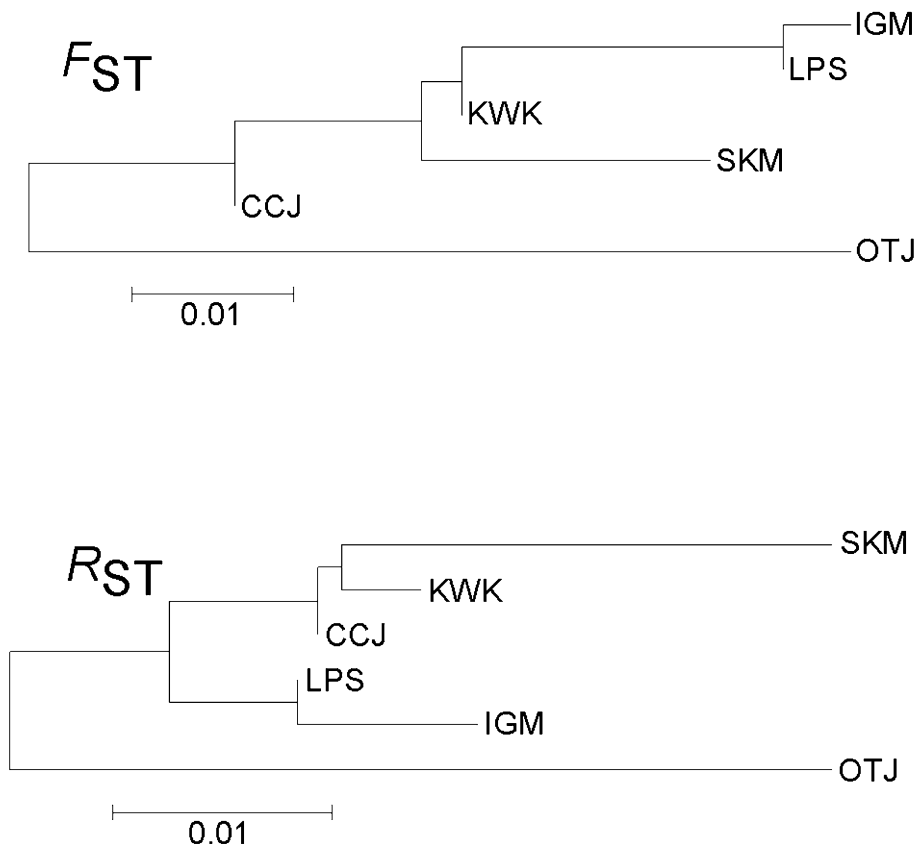 IGM
FST
LPS
KWK
SKM
CCJ
OTJ
0.01
SKM
RST
KWK
CCJ
LPS
IGM
OTJ
0.01